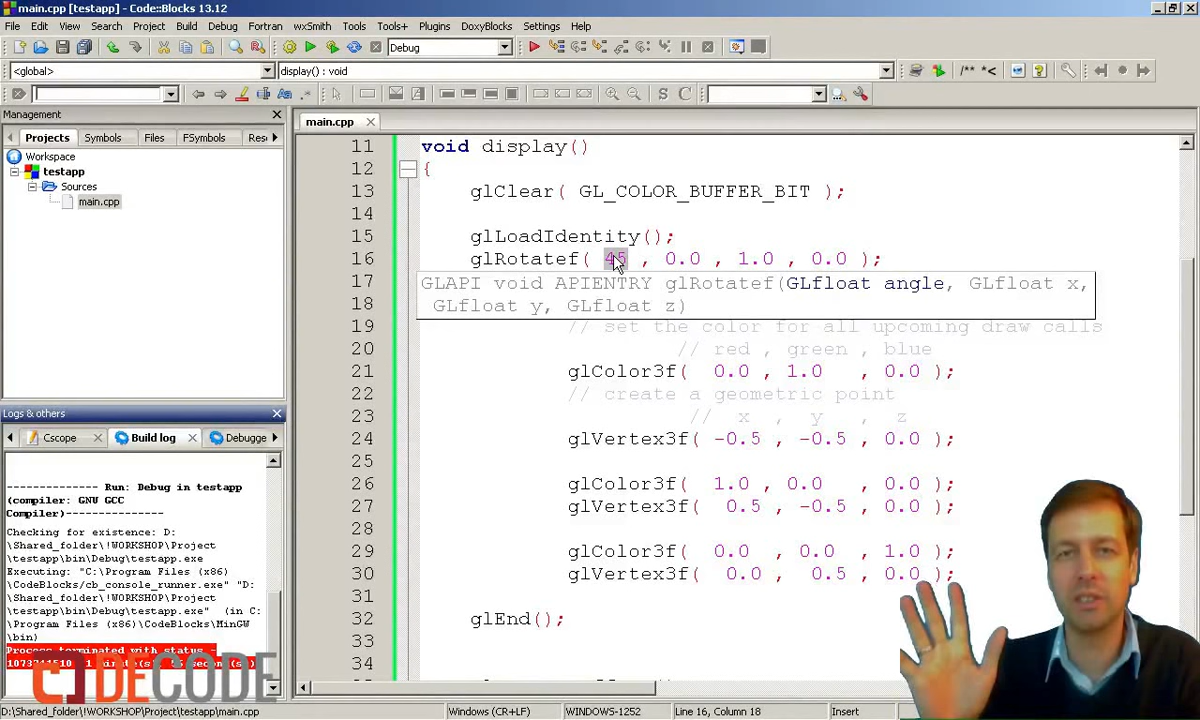 main.cpp [testapp] - Code::Blocks 13.12
File Edit View Search Project Build Debug Fortran wxSmith Tools Tools+ Plugins DoxyBlocks Settings Help
Debug
<global> display() : void
/** *<
S C
Management
Projects Symbols Files FSymbols Resi
Workspace
testapp
Sources
main.cpp
Logs & others
Cscope Build log Debugge
-------------- Run: Debug in testapp
(compiler: GNU GCC
Compiler)---------------
Checking for existence: D:
\Shared_folder\!WORKSHOP\Project
\testapp\bin\Debug\testapp.exe
Executing: "C:\Program Files (x86)
\CodeBlocks/cb_console_runner.exe" "D:
\Shared_folder\!WORKSHOP\Project
\testapp\bin\Debug\testapp.exe" (in C:
\Program Files (x86)\CodeBlocks\MinGW
\bin)
Process terminated with status -
DECODE
main.cpp
11 void display()
12 {
13 glClear( GL_COLOR_BUFFER_BIT );
14
15 glLoadIdentity();
16 glRotatef( 45 , 0.0 , 1.0 , 0.0 );
17 GLAPI void APIENTRY glRotatef(GLfloat angle, GLfloat x,
GLfloat y, GLfloat z)
19 // set the color for all upcoming draw calls
20 // red , green , blue
21 glColor3f( 0.0 , 1.0 , 0.0 );
22 // create a geometric point
23 // x , y , z
24 glVertex3f( -0.5 , -0.5 , 0.0 );
25
26 glColor3f( 1.0 , 0.0 , 0.0 );
27 glVertex3f( 0.5 , -0.5 , 0.0 );
28
29 glColor3f( 0.0 , 0.0 , 1.0 );
30 glVertex3f( 0.0 , 0.5 , 0.0 );
31
32 glEnd();
33
34
D:\Shared_folder\!WORKSHOP\Project\testapp\main.cpp Windows (CR+LF) WINDOWS-1252 Line 16, Column 18 Insert